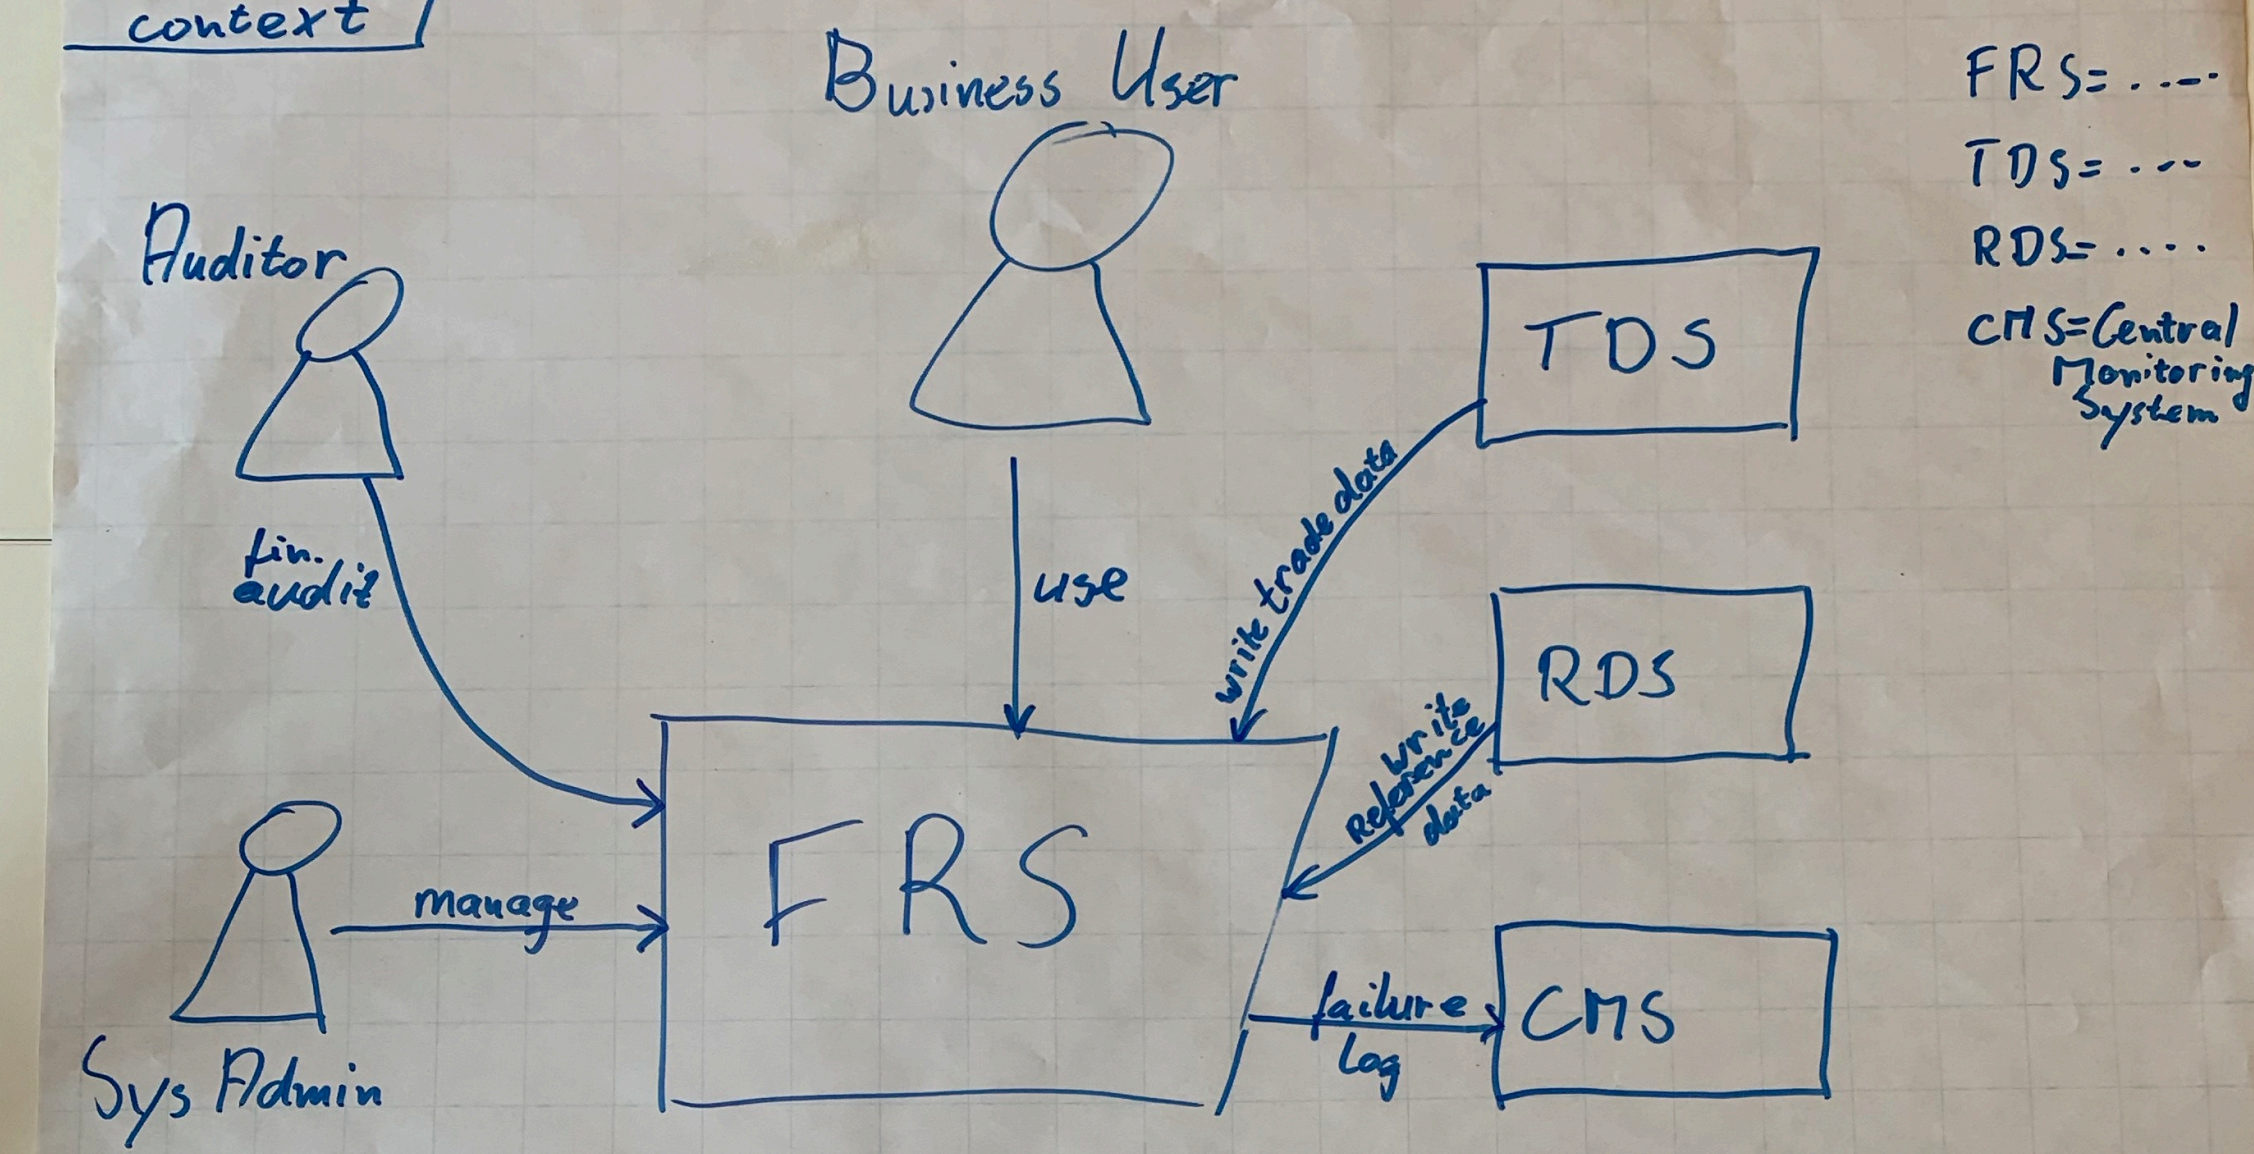 context
Business User
FRS=.....
TDS=...
RDS=....
CMS=Central
Monitoring
System
Auditor
TDS
fin.
audit
use
write trade data
RDS
write
Reference
data
manage
FRS
failure
log
CMS
Sys Admin